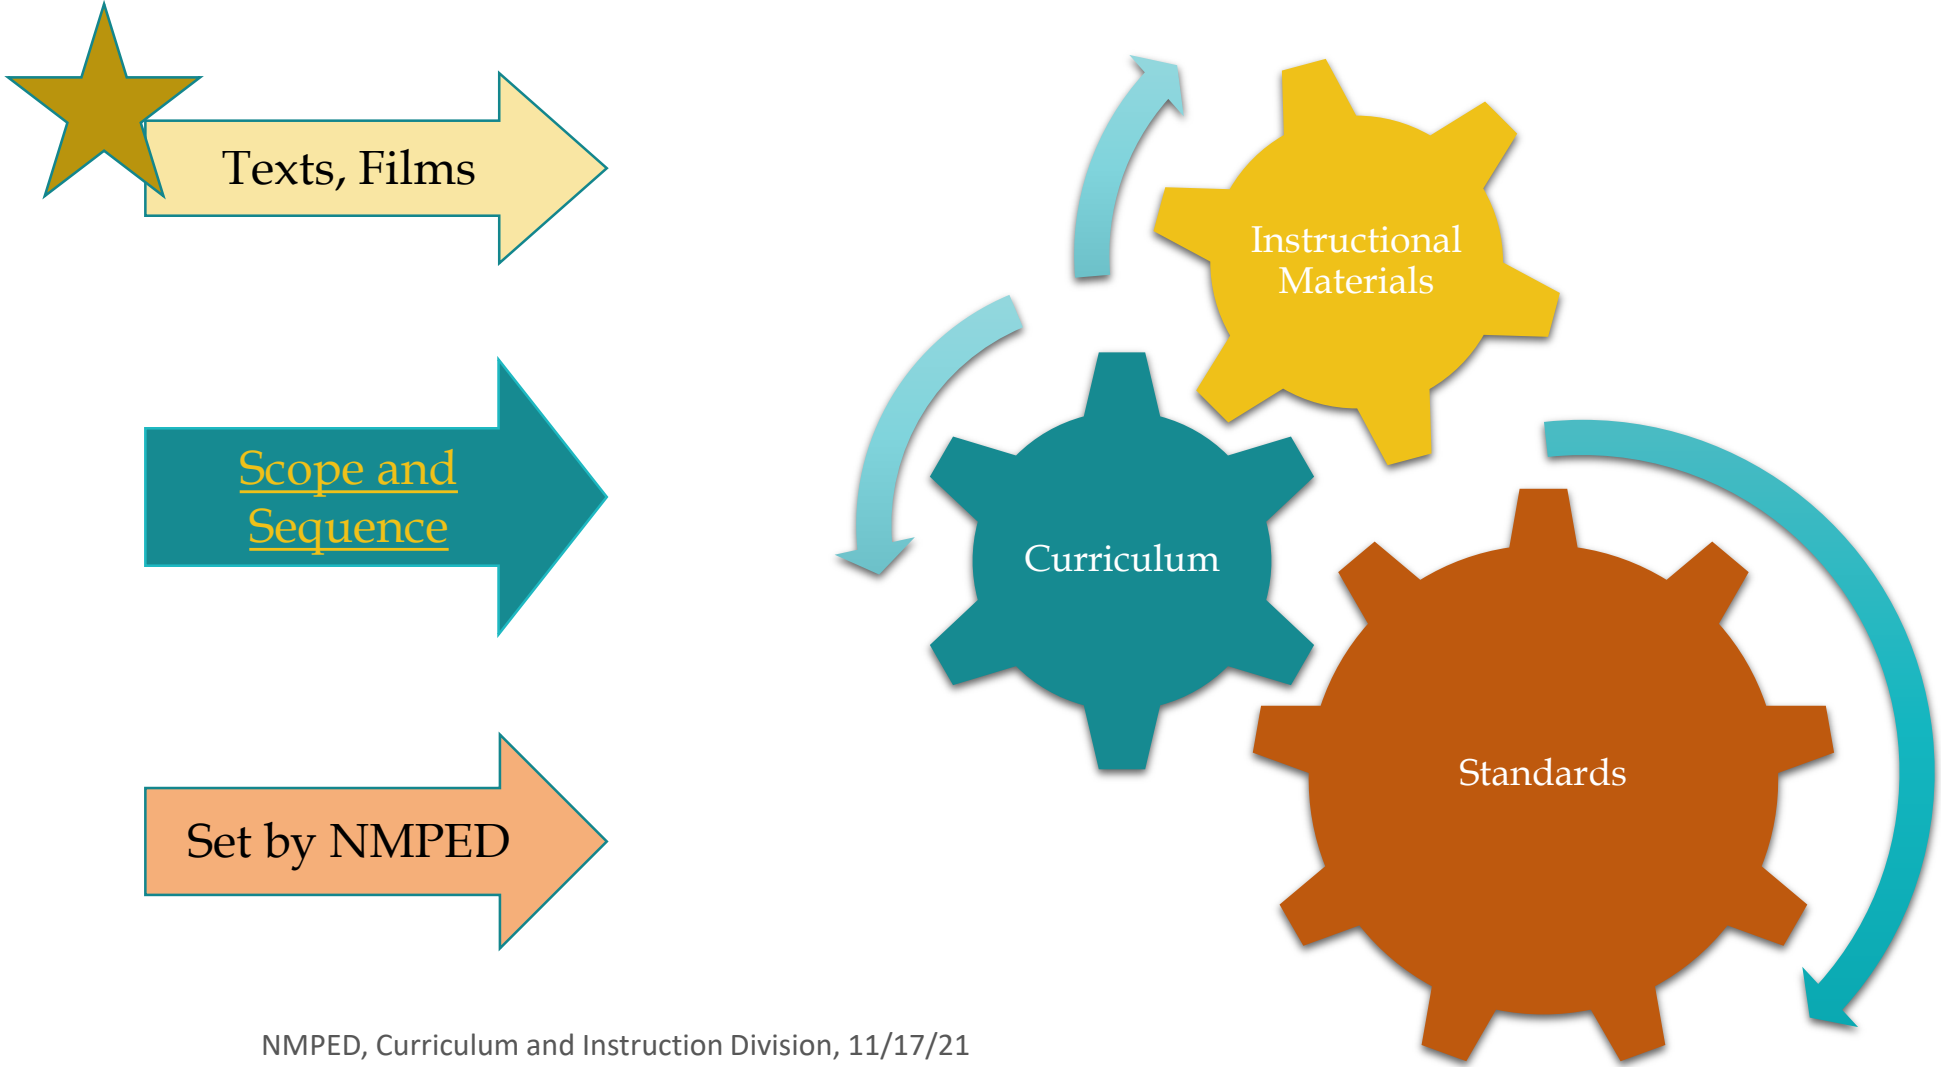 Texts, Films
Instructional
Materials
Scope and
Sequence
Curriculum
Set by NMPED
Standards
NMPED, Curriculum and Instruction Division, 11/17/21